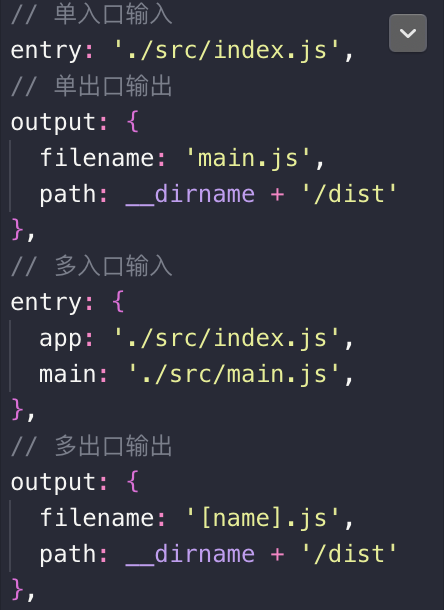 // 单入口输入
entry: './src/index.js',
// 单出口输出
output: {
  filename: 'main.js',
  path: __dirname + '/dist'
},
// 多入口输入
entry: {
  app: './src/index.js',
  main: './src/main.js',
},
// 多出口输出
output: {
  filename: '[name].js',
  path: __dirname + '/dist'
},